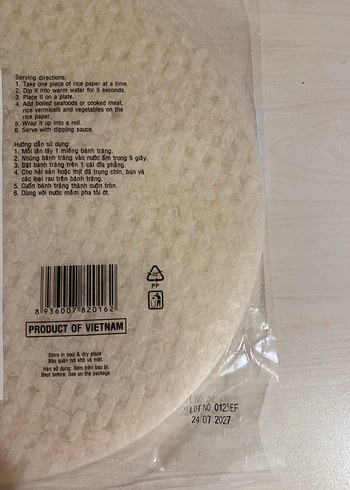 Serving directions:
1. Take one piece of rice paper at a time.
2. Dip it into warm water for 5 seconds.
3. Place it on a plate.
4. Add boiled seafoods or cooked meat,
rice vermicelli and vegetables on the
rice paper.
5. Wrap it up into a roll.
6. Serve with dipping sauce.
Hướng dẫn sử dụng:
1. Mỗi lần lấy 1 miếng bánh tráng.
2. Nhúng bánh tráng vào nước ấm trong 5 giây.
3. Đặt bánh tráng trên 1 cái đĩa phẳng.
4. Cho hải sản hoặc thịt đã trụng chín, bún và
các loại rau trên bánh tráng.
5. Cuốn bánh tráng thành cuộn tròn.
6. Dùng với nước mắm pha tỏi ớt.
PP
8 936007 820162
PRODUCT OF VIETNAM
Store in cool & dry place
Bảo quản nơi khô và mát.
Hạn sử dụng: Xem trên bao bì.
Best before: See on the package.
LOT NO 0125EF
24 07 2027